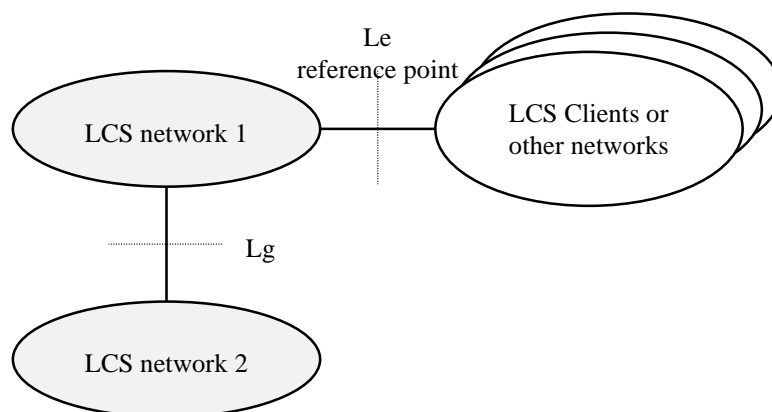 Le
reference point
LCS network 1
LCS Clients or
other networks
Lg
LCS network 2